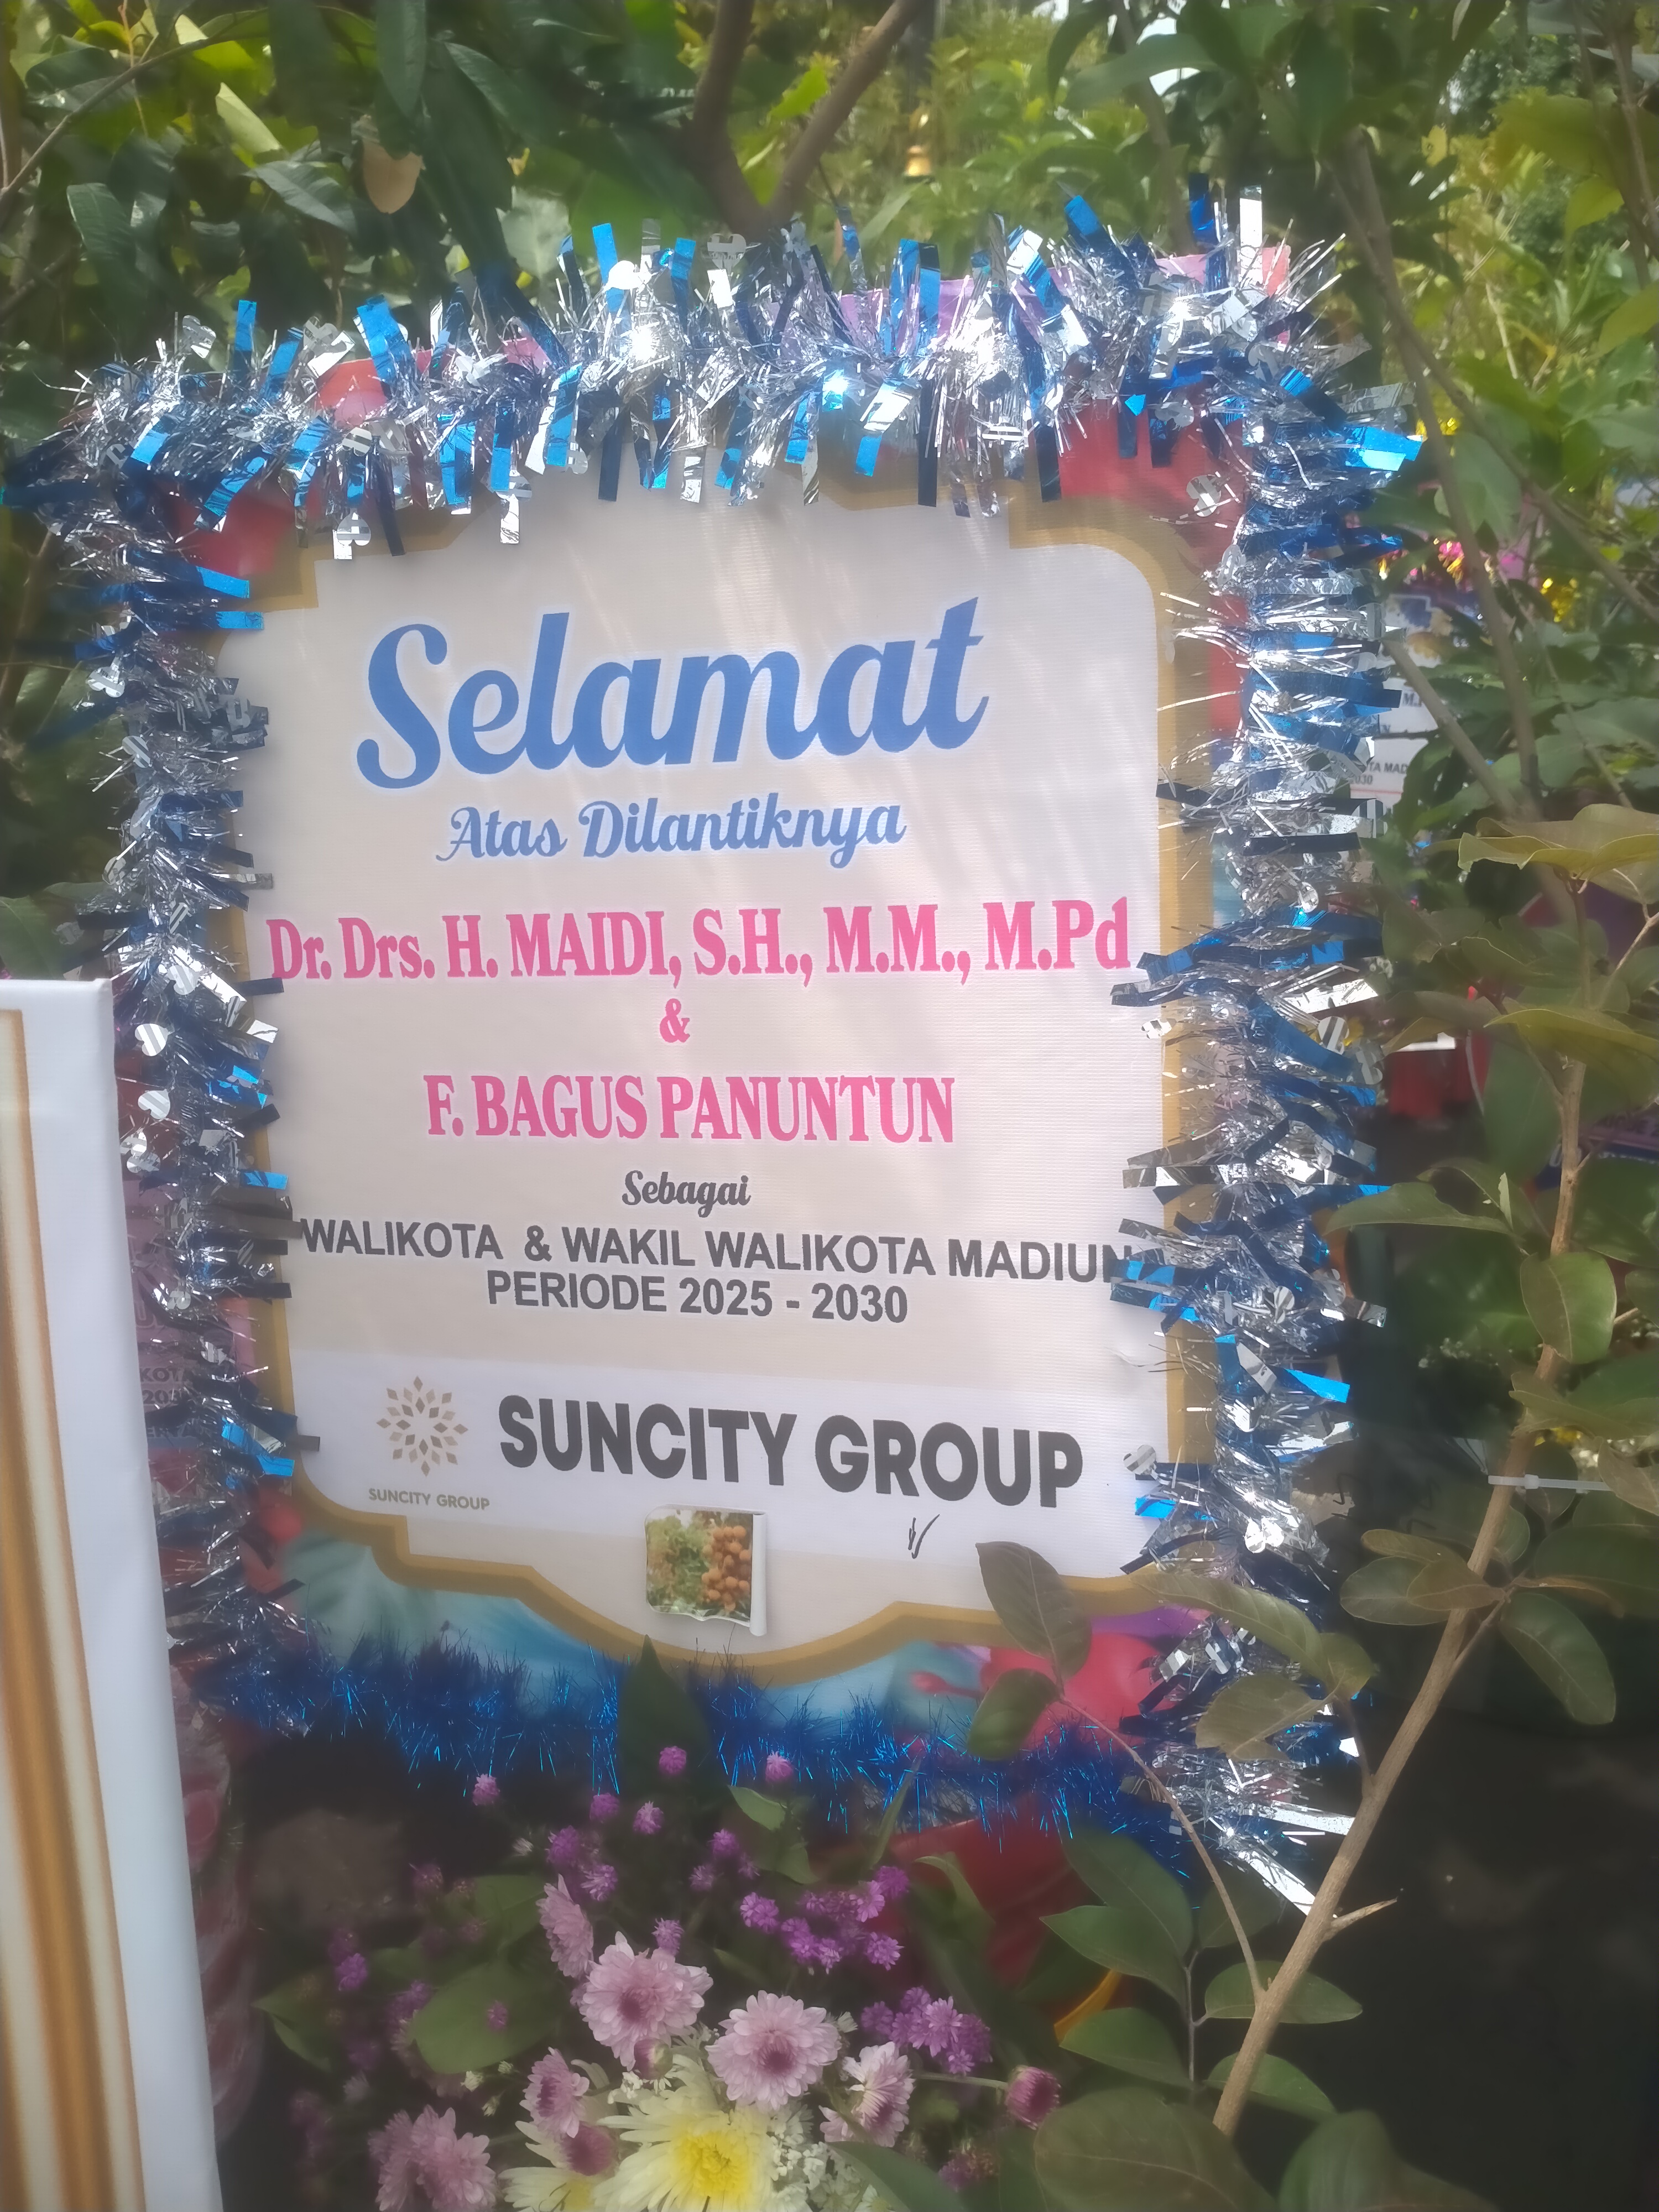 Selamat
Atas Dilantiknya
Dr. Drs. H. MAIDI, S.H., M.M., M.Pd
&
F. BAGUS PANUNTUN
Sebagai
WALIKOTA & WAKIL WALIKOTA MADIUN
PERIODE 2025 - 2030
SUNCITY GROUP
SUNCITY GROUP